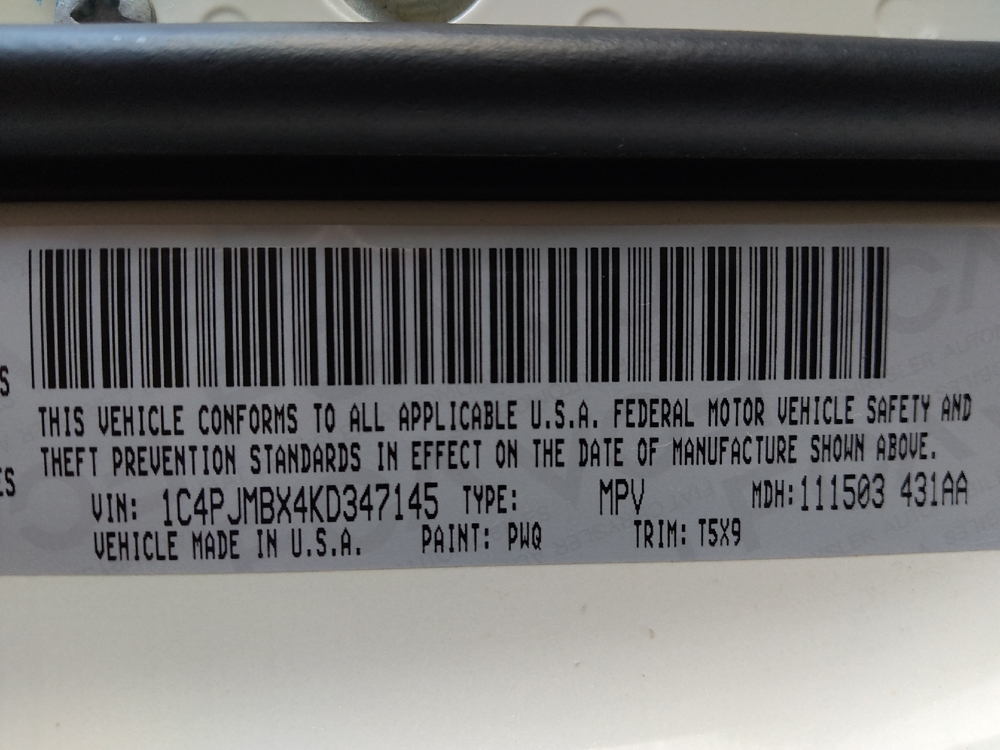 THIS VEHICLE CONFORMS TO ALL APPLICABLE U.S.A. FEDERAL MOTOR VEHICLE SAFETY AND
THEFT PREVENTION STANDARDS IN EFFECT ON THE DATE OF MANUFACTURE SHOWN ABOVE.
VIN: 1C4PJMBX4KD347145 TYPE: MPV MDH: 111503 431AA
VEHICLE MADE IN U.S.A. PAINT: PWQ TRIM: T5X9